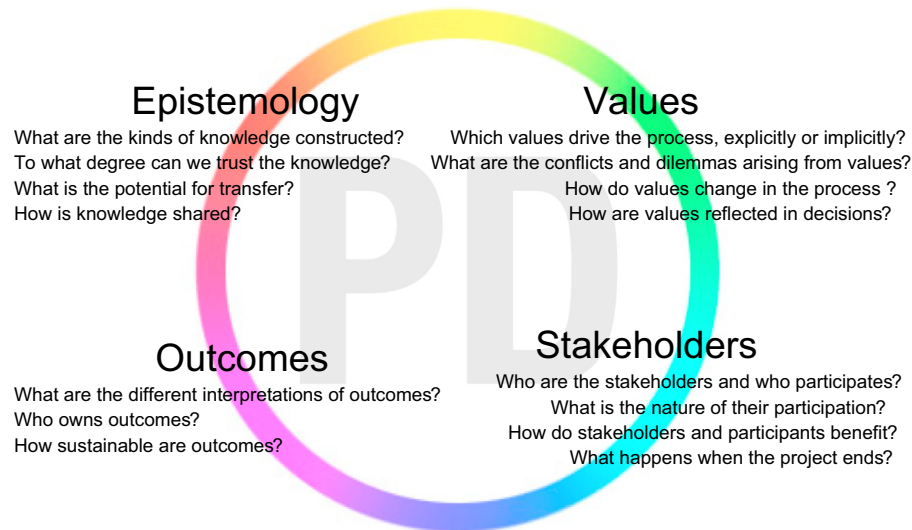 Epistemology
What are the kinds of knowledge constructed?
To what degree can we trust the knowledge?
What is the potential for transfer?
How is knowledge shared?
Values
Which values drive the process, explicitly or implicitly?
What are the conflicts and dilemmas arising from values?
How do values change in the process ?
How are values reflected in decisions?
PD
Outcomes
What are the different interpretations of outcomes?
Who owns outcomes?
How sustainable are outcomes?
Stakeholders
Who are the stakeholders and who participates?
What is the nature of their participation?
How do stakeholders and participants benefit?
What happens when the project ends?